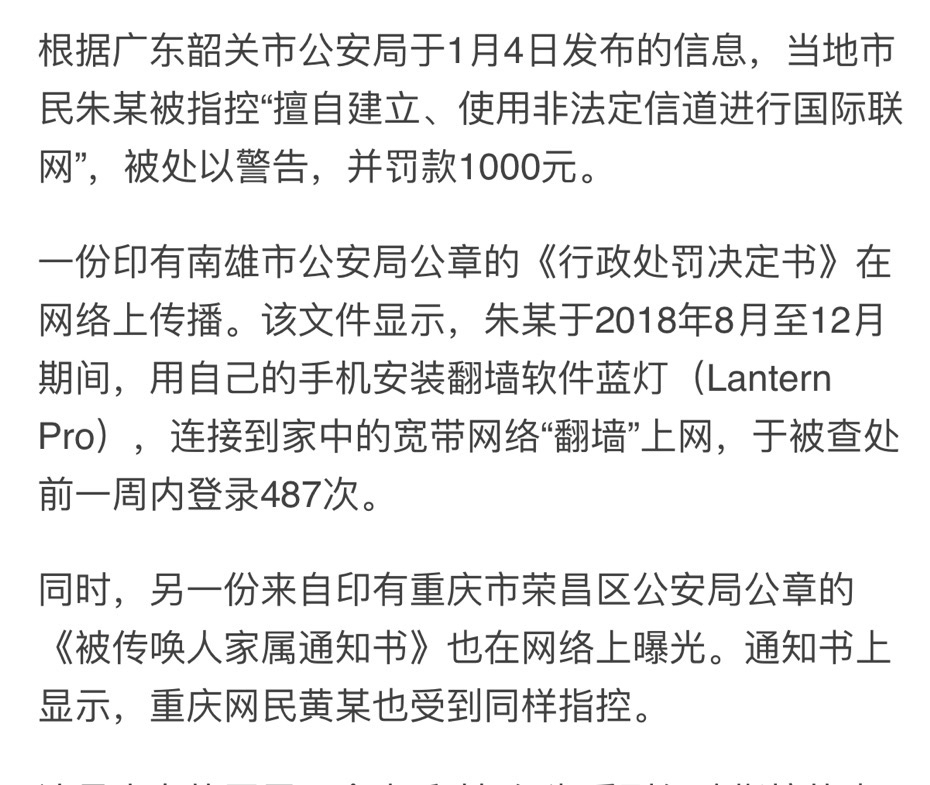 根据广东韶关市公安局于1月4日发布的信息，当地市
民朱某被指控“擅自建立、使用非法定信道进行国际联
网”，被处以警告，并罚款1000元。
一份印有南雄市公安局公章的《行政处罚决定书》在
网络上传播。该文件显示，朱某于2018年8月至12月
期间，用自己的手机安装翻墙软件蓝灯（Lantern
Pro），连接到家中的宽带网络“翻墙”上网，于被查处
前一周内登录487次。
同时，另一份来自印有重庆市荣昌区公安局公章的
《被传唤人家属通知书》也在网络上曝光。通知书上
显示，重庆网民黄某也受到同样指控。